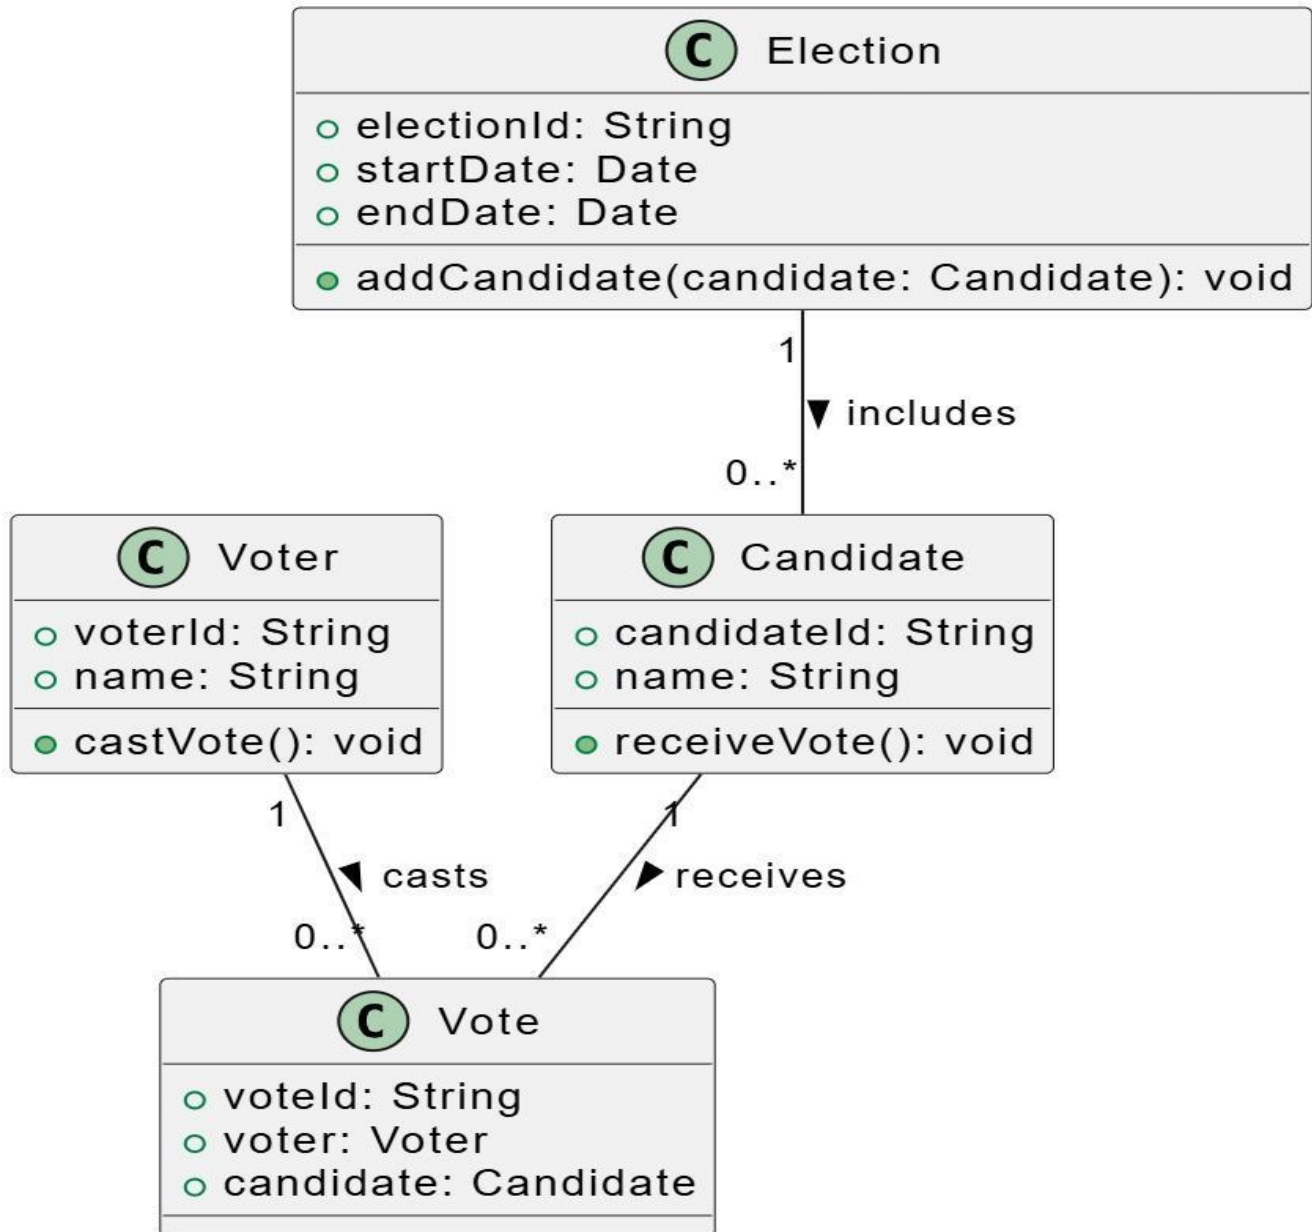 C Election
electionId: String
startDate: Date
endDate: Date
addCandidate(candidate: Candidate): void
1
includes
0..*
C Voter
voterId: String
name: String
castVote(): void
C Candidate
candidateId: String
name: String
receiveVote(): void
1
casts
0..*
1
receives
0..*
C Vote
voteId: String
voter: Voter
candidate: Candidate